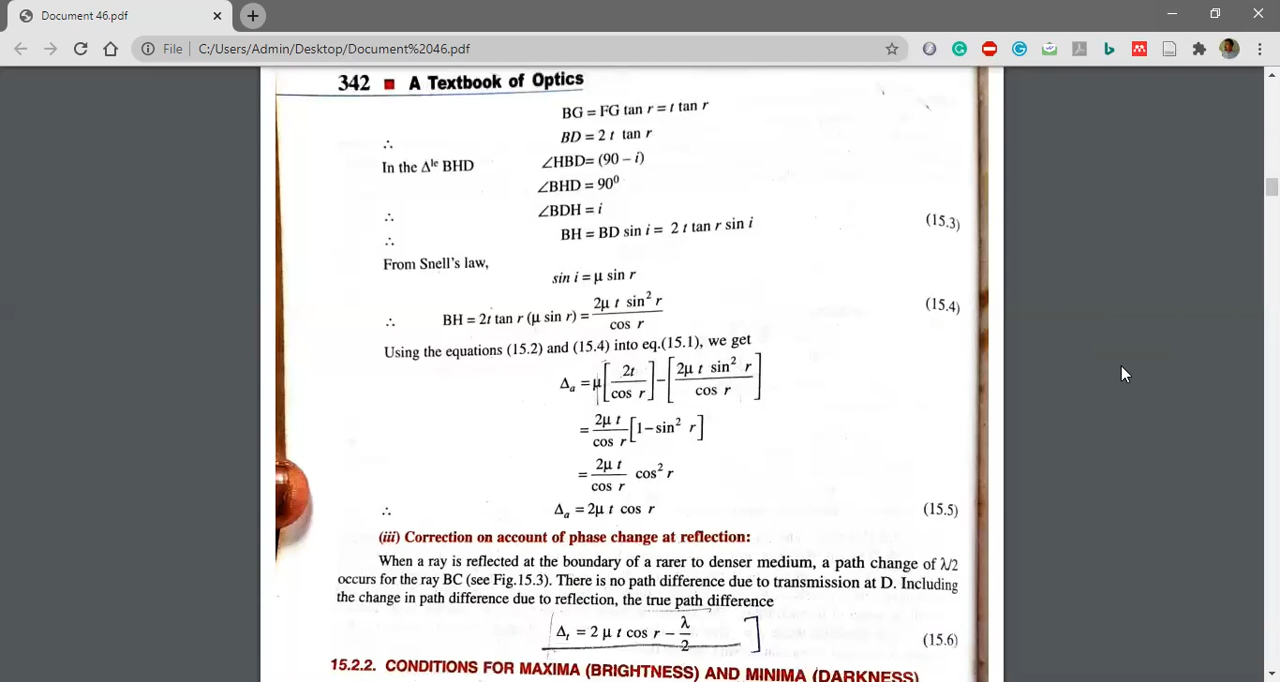 Document 46.pdf
File | C:/Users/Admin/Desktop/Document%2046.pdf
342 ■ A Textbook of Optics
BG = FG tan r = t tan r
∴ BD = 2 t tan r
In the Δle BHD ∠HBD= (90 – i)
∠BHD = 90⁰
∴ ∠BDH = i
∴ BH = BD sin i = 2 t tan r sin i (15.3)
From Snell's law,
sin i = μ sin r
∴ BH = 2t tan r (μ sin r) = 2μ t sin² r / cos r (15.4)
Using the equations (15.2) and (15.4) into eq.(15.1), we get
Δa = μ[2t / cos r] – [2μ t sin² r / cos r]
= 2μ t / cos r [1 – sin² r]
= 2μ t / cos r cos² r
∴ Δa = 2μ t cos r (15.5)
(iii) Correction on account of phase change at reflection:
When a ray is reflected at the boundary of a rarer to denser medium, a path change of λ/2
occurs for the ray BC (see Fig.15.3). There is no path difference due to transmission at D. Including
the change in path difference due to reflection, the true path difference
Δt = 2 μ t cos r – λ/2 (15.6)
15.2.2. CONDITIONS FOR MAXIMA (BRIGHTNESS) AND MINIMA (DARKNESS)